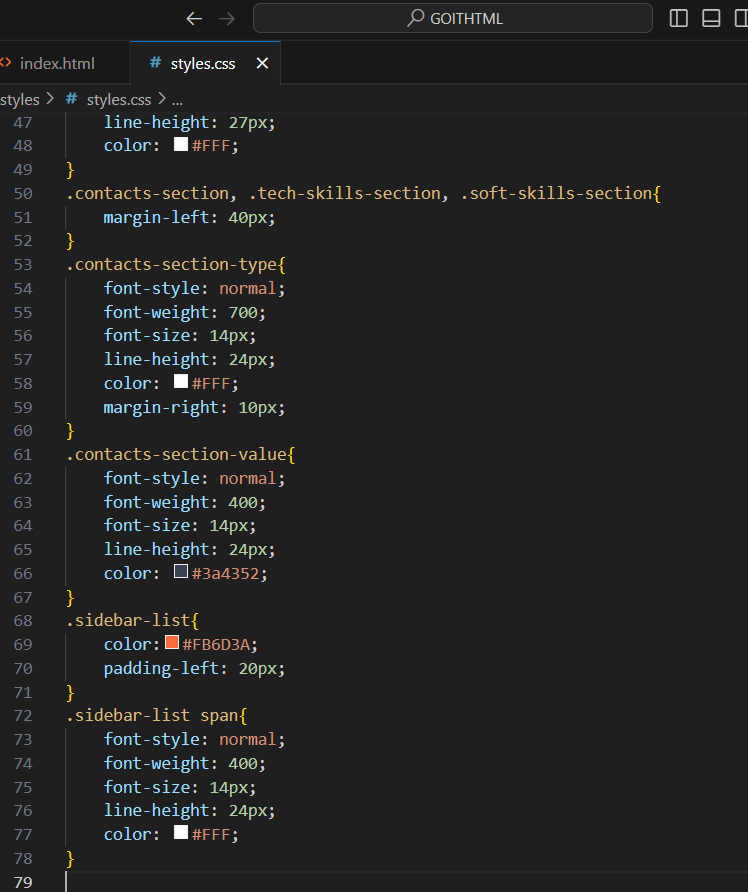 GOITHTML
index.html
# styles.css
styles > # styles.css > ...
47 line-height: 27px;
48 color: #FFF;
49 }
50 .contacts-section, .tech-skills-section, .soft-skills-section{
51 margin-left: 40px;
52 }
53 .contacts-section-type{
54 font-style: normal;
55 font-weight: 700;
56 font-size: 14px;
57 line-height: 24px;
58 color: #FFF;
59 margin-right: 10px;
60 }
61 .contacts-section-value{
62 font-style: normal;
63 font-weight: 400;
64 font-size: 14px;
65 line-height: 24px;
66 color: #3a4352;
67 }
68 .sidebar-list{
69 color: #FB6D3A;
70 padding-left: 20px;
71 }
72 .sidebar-list span{
73 font-style: normal;
74 font-weight: 400;
75 font-size: 14px;
76 line-height: 24px;
77 color: #FFF;
78 }
79